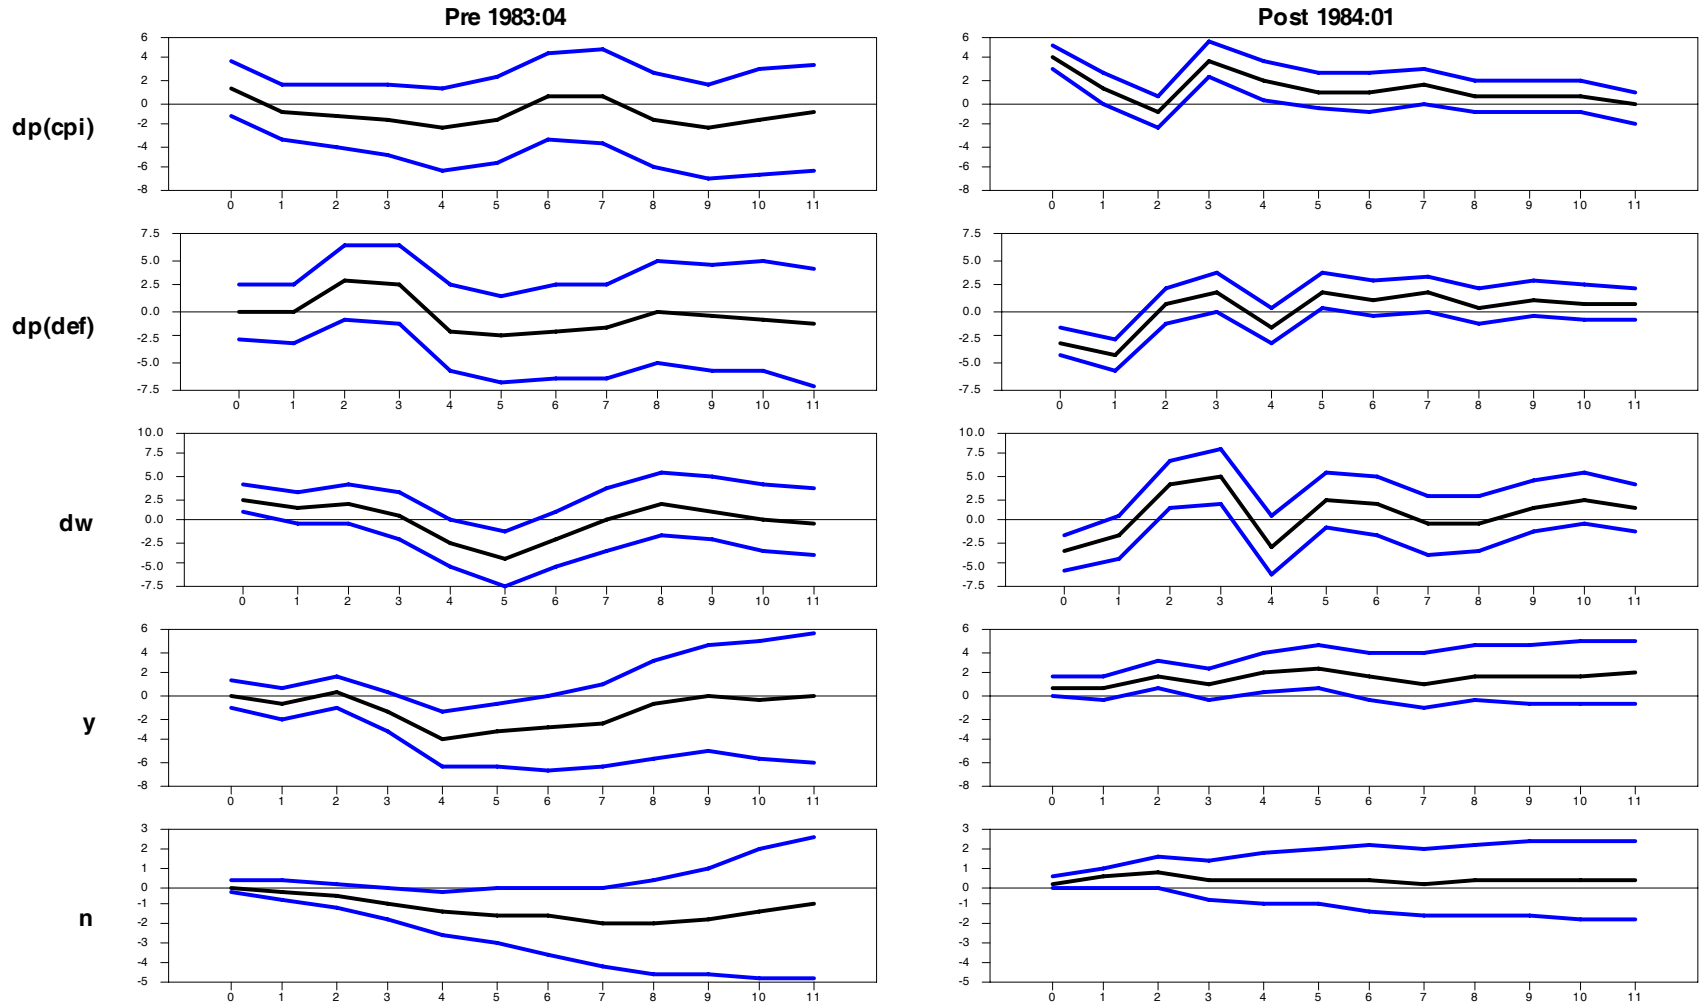 Pre 1983:04 Post 1984:01
dp(cpi)
6 4 2 0 -2 -4 -6 -8
0 1 2 3 4 5 6 7 8 9 10 11
6 4 2 0 -2 -4 -6 -8
0 1 2 3 4 5 6 7 8 9 10 11
dp(def)
7.5 5.0 2.5 0.0 -2.5 -5.0 -7.5
0 1 2 3 4 5 6 7 8 9 10 11
7.5 5.0 2.5 0.0 -2.5 -5.0 -7.5
0 1 2 3 4 5 6 7 8 9 10 11
dw
10.0 7.5 5.0 2.5 0.0 -2.5 -5.0 -7.5
0 1 2 3 4 5 6 7 8 9 10 11
10.0 7.5 5.0 2.5 0.0 -2.5 -5.0 -7.5
0 1 2 3 4 5 6 7 8 9 10 11
y
6 4 2 0 -2 -4 -6 -8
0 1 2 3 4 5 6 7 8 9 10 11
6 4 2 0 -2 -4 -6 -8
0 1 2 3 4 5 6 7 8 9 10 11
n
3 2 1 0 -1 -2 -3 -4 -5
0 1 2 3 4 5 6 7 8 9 10 11
3 2 1 0 -1 -2 -3 -4 -5
0 1 2 3 4 5 6 7 8 9 10 11